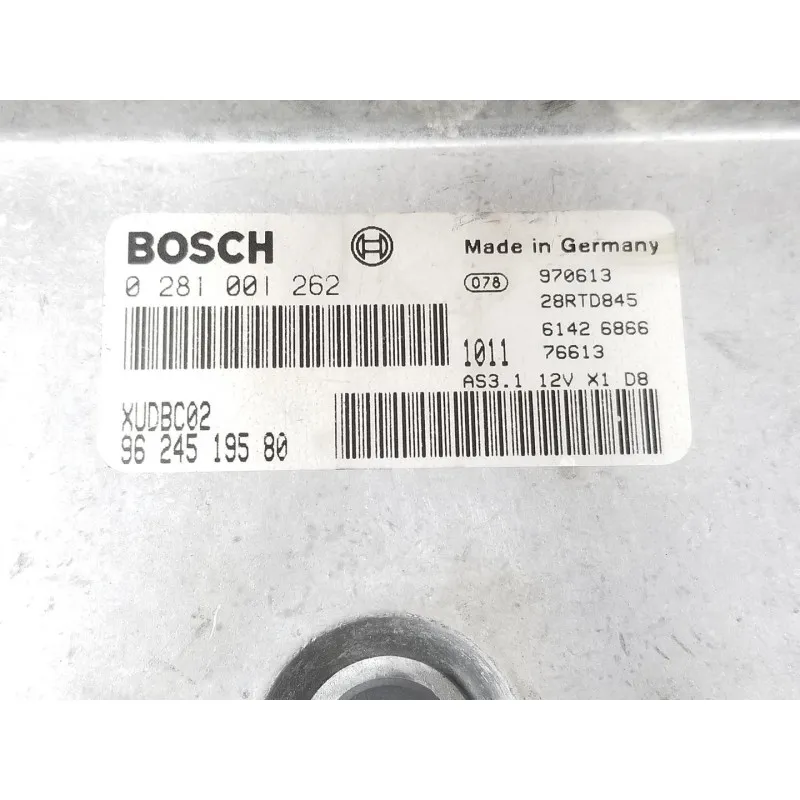 BOSCH
Made in Germany
0 281 001 262
078
970613
28RTD845
6142 6866
1011 76613
AS3.1 12V X1 D8
XUDBC02
96 245 195 80